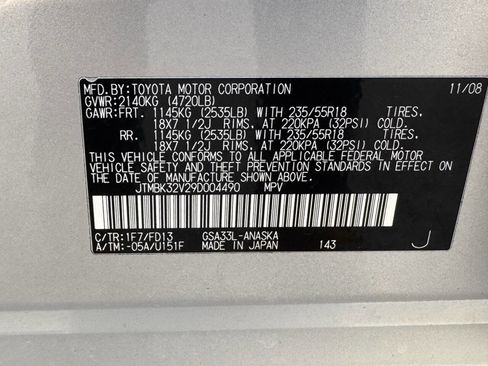 MFD. BY: TOYOTA MOTOR CORPORATION 11/08
GVWR: 2140KG (4720LB)
GAWR: FRT. 1145KG (2535LB) WITH 235/55R18 TIRES,
18X7 1/2J RIMS, AT 220KPA (32PSI) COLD.
RR. 1145KG (2535LB) WITH 235/55R18 TIRES,
18X7 1/2J RIMS, AT 220KPA (32PSI) COLD.
THIS VEHICLE CONFORMS TO ALL APPLICABLE FEDERAL MOTOR
VEHICLE SAFETY AND THEFT PREVENTION STANDARDS IN EFFECT ON
THE DATE OF MANUFACTURE SHOWN ABOVE.
JTMBK32V29D004490 MPV
C/TR: 1F7/FD13 GSA33L-ANASKA
A/TM: -05A/U151F MADE IN JAPAN 143 J